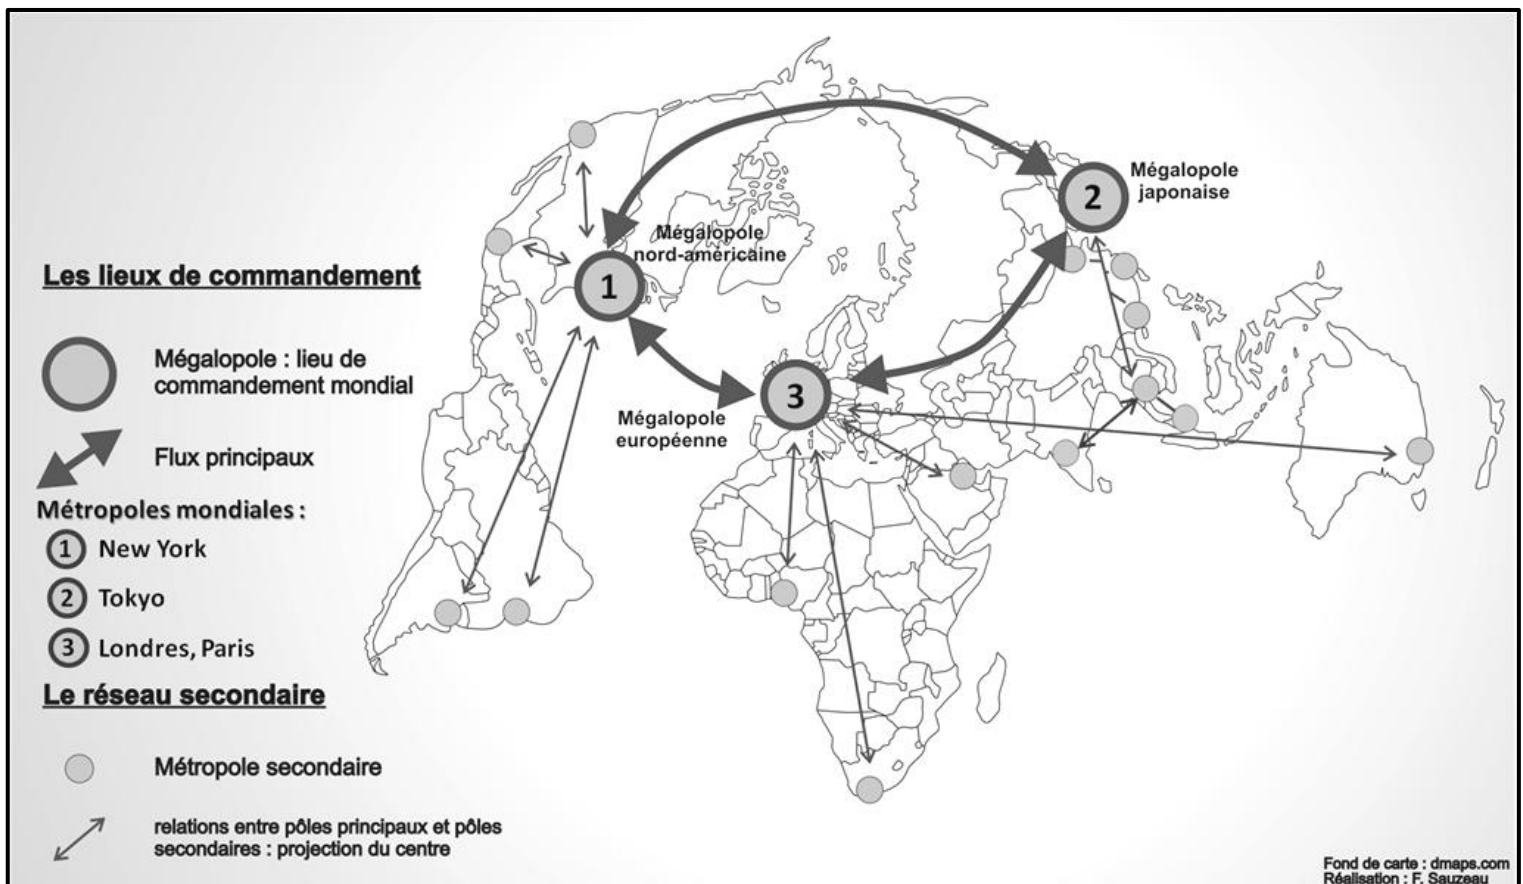 Mégalopole
japonaise
2
Mégalopole
nord-américaine
1
Les lieux de commandement
Mégalopole : lieu de
commandement mondial
3
Mégalopole
européenne
Flux principaux
Métropoles mondiales :
1 New York
2 Tokyo
3 Londres, Paris
Le réseau secondaire
Métropole secondaire
relations entre pôles principaux et pôles
secondaires : projection du centre
Fond de carte : dmaps.com
Réalisation : F. Sauzeau